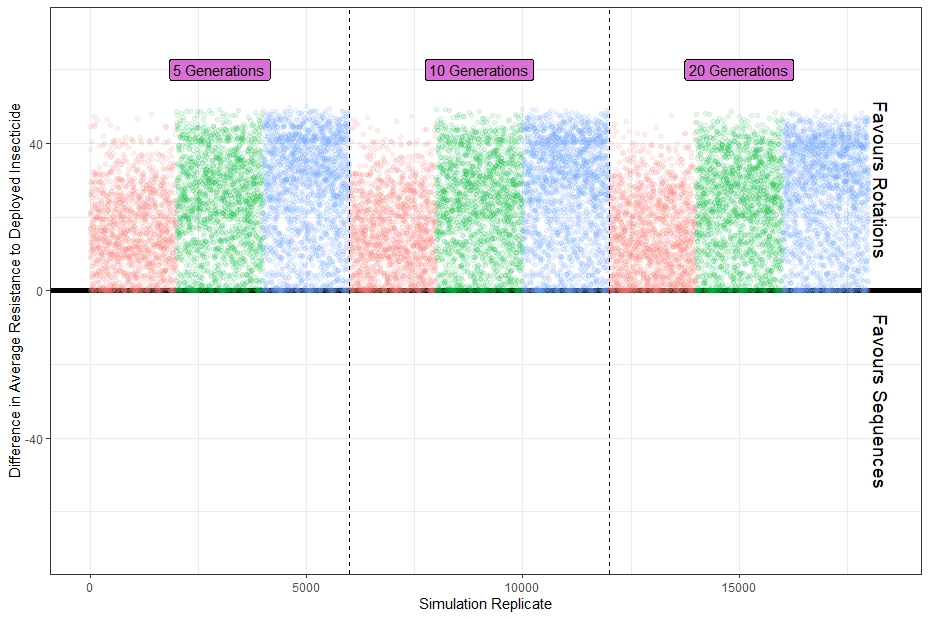 5 Generations
10 Generations
20 Generations
Difference in Average Resistance to Deployed Insecticide
40
0
-40
Favours Rotations
Favours Sequences
0
5000
10000
15000
Simulation Replicate